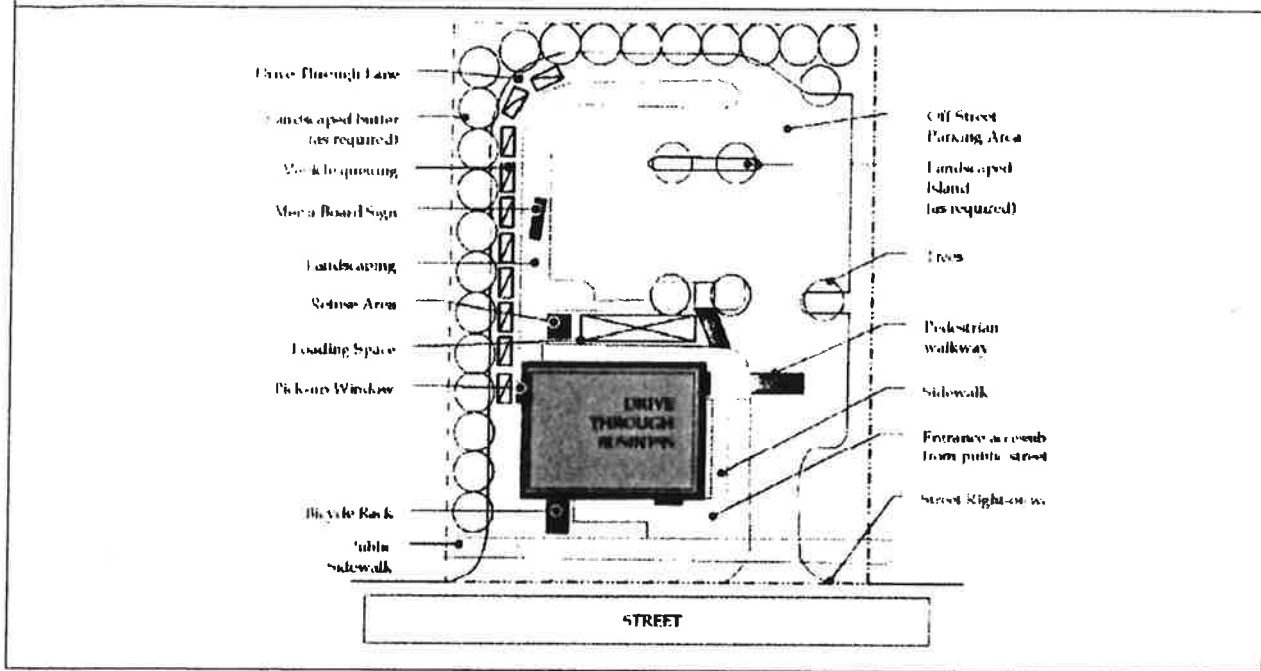 Drive Through Lane
Landscaped buffer
(as required)
Vehicle queuing
Menu Board Sign
Landscaping
Refuse Area
Loading Space
Pick-up Window
Bicycle Rack
Public
Sidewalk
DRIVE
THROUGH
BUSINESS
Off Street
Parking Area
Landscaped
Island
(as required)
Trees
Pedestrian
walkway
Sidewalk
Entrance accessib
from public street
Street Right-of-wa
STREET